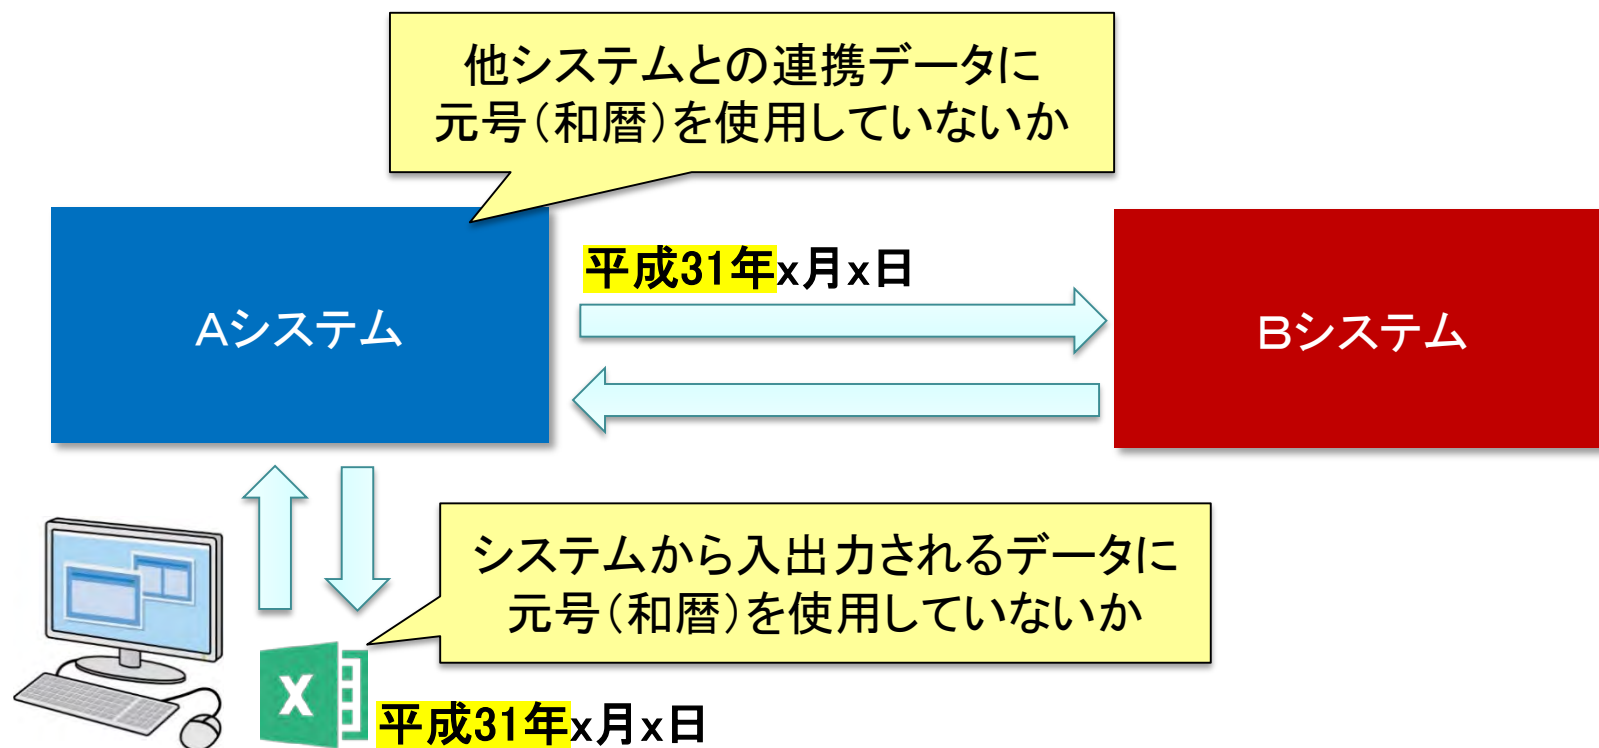 他システムとの連携データに
元号（和暦）を使用していないか
平成31年x月x日
Aシステム
Bシステム
システムから入出力されるデータに
元号（和暦）を使用していないか
X
平成31年x月x日